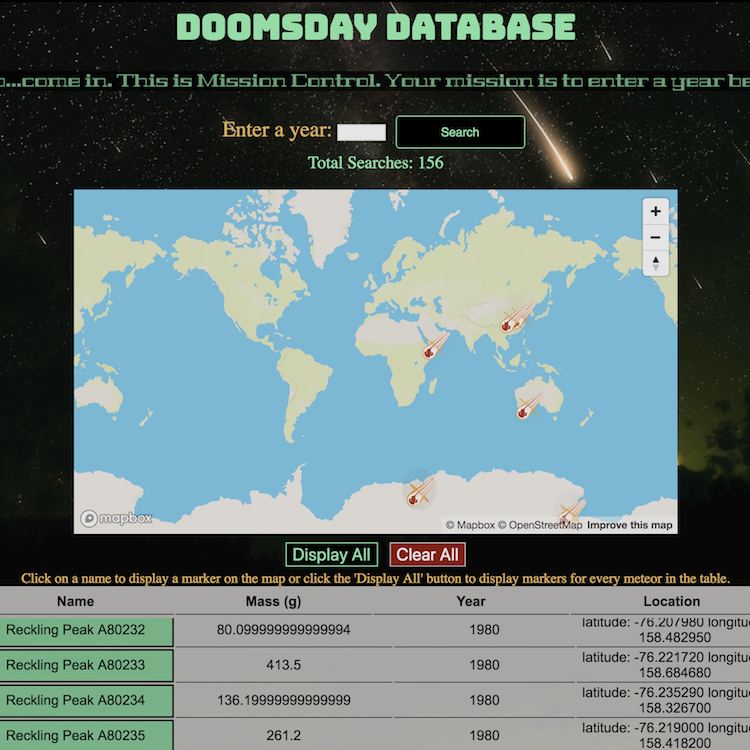 DOOMSDAY DATABASE
...come in. This is Mission Control. Your mission is to enter a year be
Enter a year: Search
Total Searches: 156
+
−
mapbox
© Mapbox © OpenStreetMap Improve this map
Display All Clear All
Click on a name to display a marker on the map or click the 'Display All' button to display markers for every meteor in the table.
Name Mass (g) Year Location
Reckling Peak A80232 80.099999999999994 1980 latitude: -76.207980 longitu
158.482950
Reckling Peak A80233 413.5 1980 latitude: -76.221720 longitu
158.684680
Reckling Peak A80234 136.19999999999999 1980 latitude: -76.235290 longitu
158.326700
Reckling Peak A80235 261.2 1980 latitude: -76.219000 longitu
158.418200